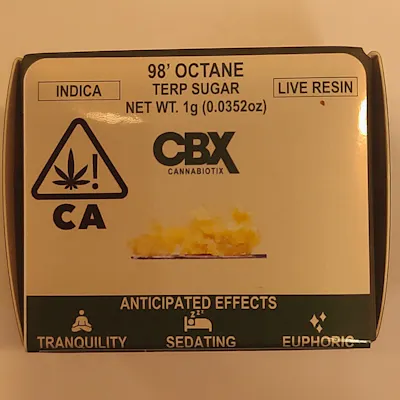 98' OCTANE
INDICA TERP SUGAR LIVE RESIN
NET WT. 1g (0.0352oz)
CBX
CANNABIOTIX
!
CA
ANTICIPATED EFFECTS
zzz
TRANQUILITY SEDATING EUPHORIC